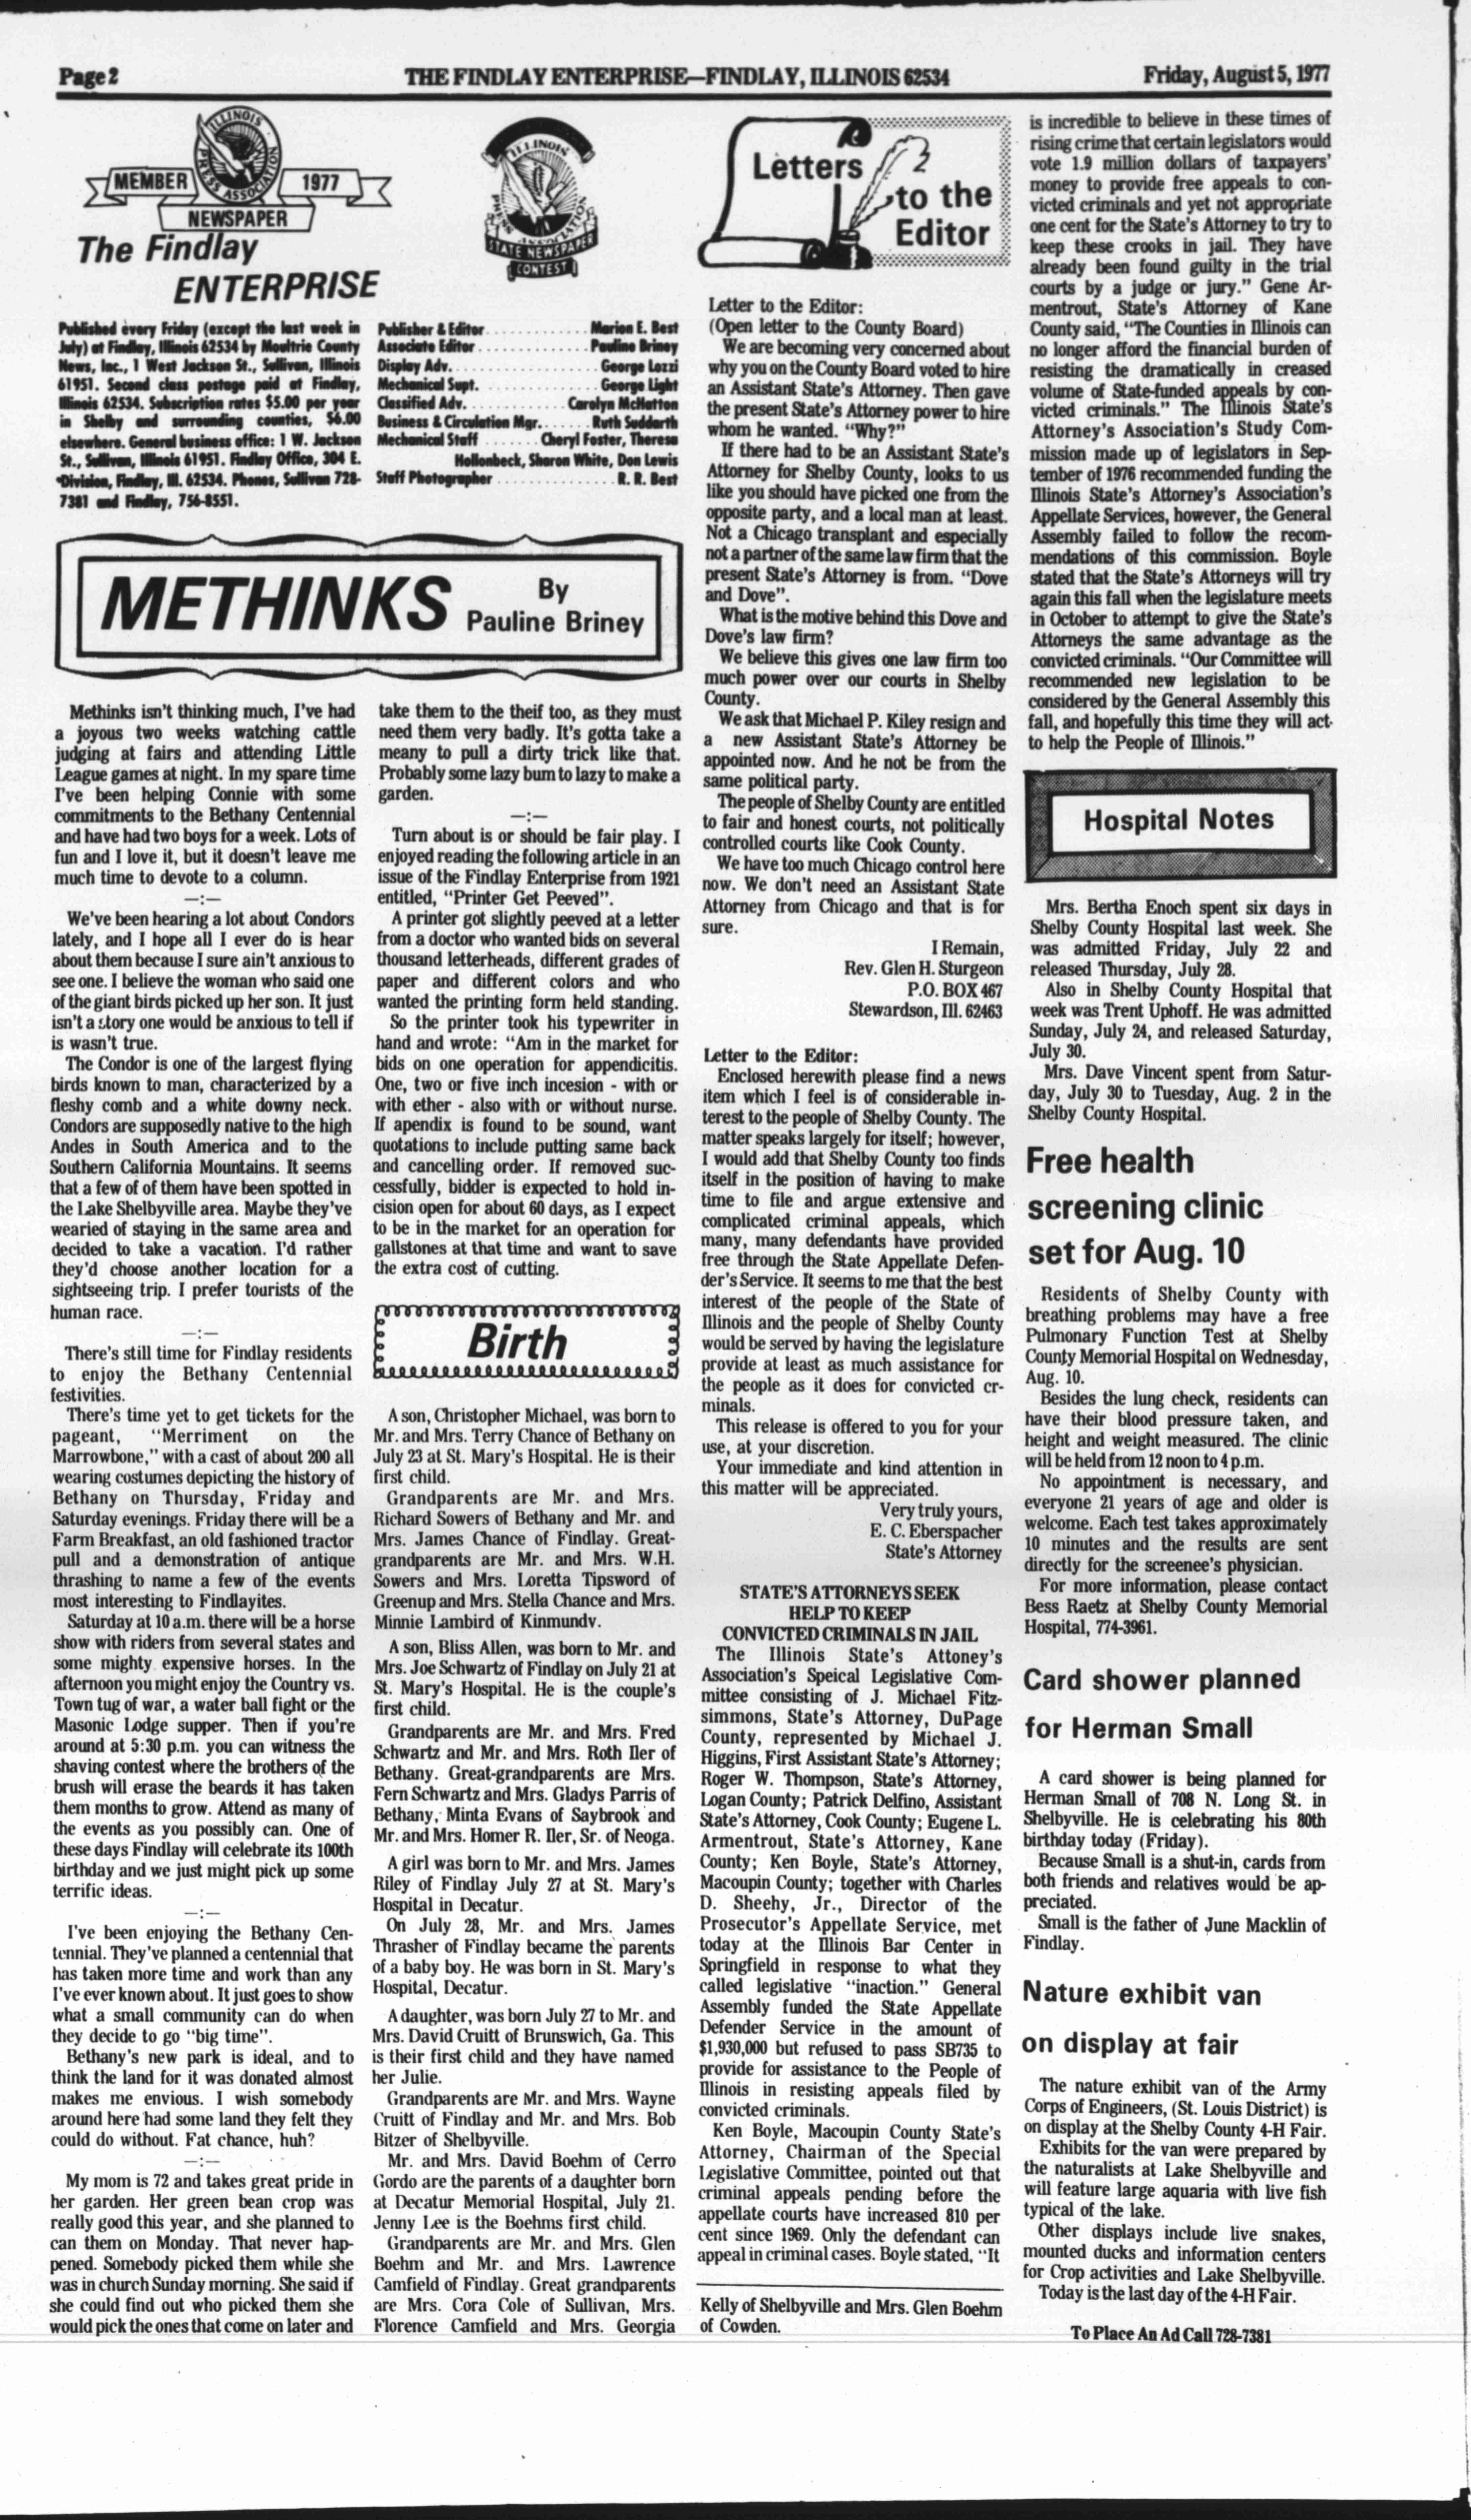 Page 2
THE FINDLAY ENTERPRISE—FINDLAY, ILLINOIS 62534
Friday, August 5, 1977
ILLINOIS
PRESS ASSOCIATION
MEMBER
1977
NEWSPAPER
The Findlay
ENTERPRISE
ILLINOIS
PRESS ASSOCIATION
STATE NEWSPAPER
CONTEST
Published every Friday (except the last week in
July) at Findlay, Illinois 62534 by Moultrie County
News, Inc., 1 West Jackson St., Sullivan, Illinois
61951. Second class postage paid at Findlay,
Illinois 62534. Subscription rates $5.00 per year
in Shelby and surrounding counties, $6.00
elsewhere. General business office: 1 W. Jackson
St., Sullivan, Illinois 61951. Findlay Office, 304 E.
Division, Findlay, Ill. 62534. Phones, Sullivan 728-
7381 and Findlay, 756-8551.
Publisher & Editor . . . . . . . . . . . . Marion E. Best
Associate Editor . . . . . . . . . . . . . Pauline Briney
Display Adv. . . . . . . . . . . . . . . . . George Lozzi
Mechanical Supt. . . . . . . . . . . . . . George Light
Classified Adv. . . . . . . . . . . . . Carolyn McHatton
Business & Circulation Mgr. . . . . . . Ruth Suddarth
Mechanical Staff . . . . . . . Cheryl Foster, Theresa
Hollonbeck, Sharon White, Don Lewis
Staff Photographer . . . . . . . . . . . . . . R. R. Best
METHINKS
By
Pauline Briney
Methinks isn't thinking much, I've had
a joyous two weeks watching cattle
judging at fairs and attending Little
League games at night. In my spare time
I've been helping Connie with some
commitments to the Bethany Centennial
and have had two boys for a week. Lots of
fun and I love it, but it doesn't leave me
much time to devote to a column.
—:—
We've been hearing a lot about Condors
lately, and I hope all I ever do is hear
about them because I sure ain't anxious to
see one. I believe the woman who said one
of the giant birds picked up her son. It just
isn't a story one would be anxious to tell if
is wasn't true.
The Condor is one of the largest flying
birds known to man, characterized by a
fleshy comb and a white downy neck.
Condors are supposedly native to the high
Andes in South America and to the
Southern California Mountains. It seems
that a few of of them have been spotted in
the Lake Shelbyville area. Maybe they've
wearied of staying in the same area and
decided to take a vacation. I'd rather
they'd choose another location for a
sightseeing trip. I prefer tourists of the
human race.
—:—
There's still time for Findlay residents
to enjoy the Bethany Centennial
festivities.
There's time yet to get tickets for the
pageant, "Merriment on the
Marrowbone," with a cast of about 200 all
wearing costumes depicting the history of
Bethany on Thursday, Friday and
Saturday evenings. Friday there will be a
Farm Breakfast, an old fashioned tractor
pull and a demonstration of antique
thrashing to name a few of the events
most interesting to Findlayites.
Saturday at 10 a.m. there will be a horse
show with riders from several states and
some mighty expensive horses. In the
afternoon you might enjoy the Country vs.
Town tug of war, a water ball fight or the
Masonic Lodge supper. Then if you're
around at 5:30 p.m. you can witness the
shaving contest where the brothers of the
brush will erase the beards it has taken
them months to grow. Attend as many of
the events as you possibly can. One of
these days Findlay will celebrate its 100th
birthday and we just might pick up some
terrific ideas.
—:—
I've been enjoying the Bethany Cen-
tennial. They've planned a centennial that
has taken more time and work than any
I've ever known about. It just goes to show
what a small community can do when
they decide to go "big time".
Bethany's new park is ideal, and to
think the land for it was donated almost
makes me envious. I wish somebody
around here had some land they felt they
could do without. Fat chance, huh?
—:—
My mom is 72 and takes great pride in
her garden. Her green bean crop was
really good this year, and she planned to
can them on Monday. That never hap-
pened. Somebody picked them while she
was in church Sunday morning. She said if
she could find out who picked them she
would pick the ones that come on later and
take them to the theif too, as they must
need them very badly. It's gotta take a
meany to pull a dirty trick like that.
Probably some lazy bum to lazy to make a
garden.
—:—
Turn about is or should be fair play. I
enjoyed reading the following article in an
issue of the Findlay Enterprise from 1921
entitled, "Printer Get Peeved".
A printer got slightly peeved at a letter
from a doctor who wanted bids on several
thousand letterheads, different grades of
paper and different colors and who
wanted the printing form held standing.
So the printer took his typewriter in
hand and wrote: "Am in the market for
bids on one operation for appendicitis.
One, two or five inch incesion - with or
with ether - also with or without nurse.
If apendix is found to be sound, want
quotations to include putting same back
and cancelling order. If removed suc-
cessfully, bidder is expected to hold in-
cision open for about 60 days, as I expect
to be in the market for an operation for
gallstones at that time and want to save
the extra cost of cutting.
Birth
A son, Christopher Michael, was born to
Mr. and Mrs. Terry Chance of Bethany on
July 23 at St. Mary's Hospital. He is their
first child.
Grandparents are Mr. and Mrs.
Richard Sowers of Bethany and Mr. and
Mrs. James Chance of Findlay. Great-
grandparents are Mr. and Mrs. W.H.
Sowers and Mrs. Loretta Tipsword of
Greenup and Mrs. Stella Chance and Mrs.
Minnie Lambird of Kinmundy.
A son, Bliss Allen, was born to Mr. and
Mrs. Joe Schwartz of Findlay on July 21 at
St. Mary's Hospital. He is the couple's
first child.
Grandparents are Mr. and Mrs. Fred
Schwartz and Mr. and Mrs. Roth Iler of
Bethany. Great-grandparents are Mrs.
Fern Schwartz and Mrs. Gladys Parris of
Bethany, Minta Evans of Saybrook and
Mr. and Mrs. Homer R. Iler, Sr. of Neoga.
A girl was born to Mr. and Mrs. James
Riley of Findlay July 27 at St. Mary's
Hospital in Decatur.
On July 28, Mr. and Mrs. James
Thrasher of Findlay became the parents
of a baby boy. He was born in St. Mary's
Hospital, Decatur.
A daughter, was born July 27 to Mr. and
Mrs. David Cruitt of Brunswich, Ga. This
is their first child and they have named
her Julie.
Grandparents are Mr. and Mrs. Wayne
Cruitt of Findlay and Mr. and Mrs. Bob
Bitzer of Shelbyville.
Mr. and Mrs. David Boehm of Cerro
Gordo are the parents of a daughter born
at Decatur Memorial Hospital, July 21.
Jenny Lee is the Boehms first child.
Grandparents are Mr. and Mrs. Glen
Boehm and Mr. and Mrs. Lawrence
Camfield of Findlay. Great grandparents
are Mrs. Cora Cole of Sullivan, Mrs.
Florence Camfield and Mrs. Georgia
Kelly of Shelbyville and Mrs. Glen Boehm
of Cowden.
Letters
to the
Editor
Letter to the Editor:
(Open letter to the County Board)
We are becoming very concerned about
why you on the County Board voted to hire
an Assistant State's Attorney. Then gave
the present State's Attorney power to hire
whom he wanted. "Why?"
If there had to be an Assistant State's
Attorney for Shelby County, looks to us
like you should have picked one from the
opposite party, and a local man at least.
Not a Chicago transplant and especially
not a partner of the same law firm that the
present State's Attorney is from. "Dove
and Dove".
What is the motive behind this Dove and
Dove's law firm?
We believe this gives one law firm too
much power over our courts in Shelby
County.
We ask that Michael P. Kiley resign and
a new Assistant State's Attorney be
appointed now. And he not be from the
same political party.
The people of Shelby County are entitled
to fair and honest courts, not politically
controlled courts like Cook County.
We have too much Chicago control here
now. We don't need an Assistant State
Attorney from Chicago and that is for
sure.
I Remain,
Rev. Glen H. Sturgeon
P.O. BOX 467
Stewardson, Ill. 62463
Letter to the Editor:
Enclosed herewith please find a news
item which I feel is of considerable in-
terest to the people of Shelby County. The
matter speaks largely for itself; however,
I would add that Shelby County too finds
itself in the position of having to make
time to file and argue extensive and
complicated criminal appeals, which
many, many defendants have provided
free through the State Appellate Defen-
der's Service. It seems to me that the best
interest of the people of the State of
Illinois and the people of Shelby County
would be served by having the legislature
provide at least as much assistance for
the people as it does for convicted cr-
minals.
This release is offered to you for your
use, at your discretion.
Your immediate and kind attention in
this matter will be appreciated.
Very truly yours,
E. C. Eberspacher
State's Attorney
STATE'S ATTORNEYS SEEK
HELP TO KEEP
CONVICTED CRIMINALS IN JAIL
The Illinois State's Attoney's
Association's Speical Legislative Com-
mittee consisting of J. Michael Fitz-
simmons, State's Attorney, DuPage
County, represented by Michael J.
Higgins, First Assistant State's Attorney;
Roger W. Thompson, State's Attorney,
Logan County; Patrick Delfino, Assistant
State's Attorney, Cook County; Eugene L.
Armentrout, State's Attorney, Kane
County; Ken Boyle, State's Attorney,
Macoupin County; together with Charles
D. Sheehy, Jr., Director of the
Prosecutor's Appellate Service, met
today at the Illinois Bar Center in
Springfield in response to what they
called legislative "inaction." General
Assembly funded the State Appellate
Defender Service in the amount of
$1,930,000 but refused to pass SB735 to
provide for assistance to the People of
Illinois in resisting appeals filed by
convicted criminals.
Ken Boyle, Macoupin County State's
Attorney, Chairman of the Special
Legislative Committee, pointed out that
criminal appeals pending before the
appellate courts have increased 810 per
cent since 1969. Only the defendant can
appeal in criminal cases. Boyle stated, "It
is incredible to believe in these times of
rising crime that certain legislators would
vote 1.9 million dollars of taxpayers'
money to provide free appeals to con-
victed criminals and yet not appropriate
one cent for the State's Attorney to try to
keep these crooks in jail. They have
already been found guilty in the trial
courts by a judge or jury." Gene Ar-
mentrout, State's Attorney of Kane
County said, "The Counties in Illinois can
no longer afford the financial burden of
resisting the dramatically in creased
volume of State-funded appeals by con-
victed criminals." The Illinois State's
Attorney's Association's Study Com-
mission made up of legislators in Sep-
tember of 1976 recommended funding the
Illinois State's Attorney's Association's
Appellate Services, however, the General
Assembly failed to follow the recom-
mendations of this commission. Boyle
stated that the State's Attorneys will try
again this fall when the legislature meets
in October to attempt to give the State's
Attorneys the same advantage as the
convicted criminals. "Our Committee will
recommended new legislation to be
considered by the General Assembly this
fall, and hopefully this time they will act
to help the People of Illinois."
Hospital Notes
Mrs. Bertha Enoch spent six days in
Shelby County Hospital last week. She
was admitted Friday, July 22 and
released Thursday, July 28.
Also in Shelby County Hospital that
week was Trent Uphoff. He was admitted
Sunday, July 24, and released Saturday,
July 30.
Mrs. Dave Vincent spent from Satur-
day, July 30 to Tuesday, Aug. 2 in the
Shelby County Hospital.
Free health
screening clinic
set for Aug. 10
Residents of Shelby County with
breathing problems may have a free
Pulmonary Function Test at Shelby
County Memorial Hospital on Wednesday,
Aug. 10.
Besides the lung check, residents can
have their blood pressure taken, and
height and weight measured. The clinic
will be held from 12 noon to 4 p.m.
No appointment is necessary, and
everyone 21 years of age and older is
welcome. Each test takes approximately
10 minutes and the results are sent
directly for the screenee's physician.
For more information, please contact
Bess Raetz at Shelby County Memorial
Hospital, 774-3961.
Card shower planned
for Herman Small
A card shower is being planned for
Herman Small of 708 N. Long St. in
Shelbyville. He is celebrating his 80th
birthday today (Friday).
Because Small is a shut-in, cards from
both friends and relatives would be ap-
preciated.
Small is the father of June Macklin of
Findlay.
Nature exhibit van
on display at fair
The nature exhibit van of the Army
Corps of Engineers, (St. Louis District) is
on display at the Shelby County 4-H Fair.
Exhibits for the van were prepared by
the naturalists at Lake Shelbyville and
will feature large aquaria with live fish
typical of the lake.
Other displays include live snakes,
mounted ducks and information centers
for Crop activities and Lake Shelbyville.
Today is the last day of the 4-H Fair.
To Place An Ad Call 728-7381